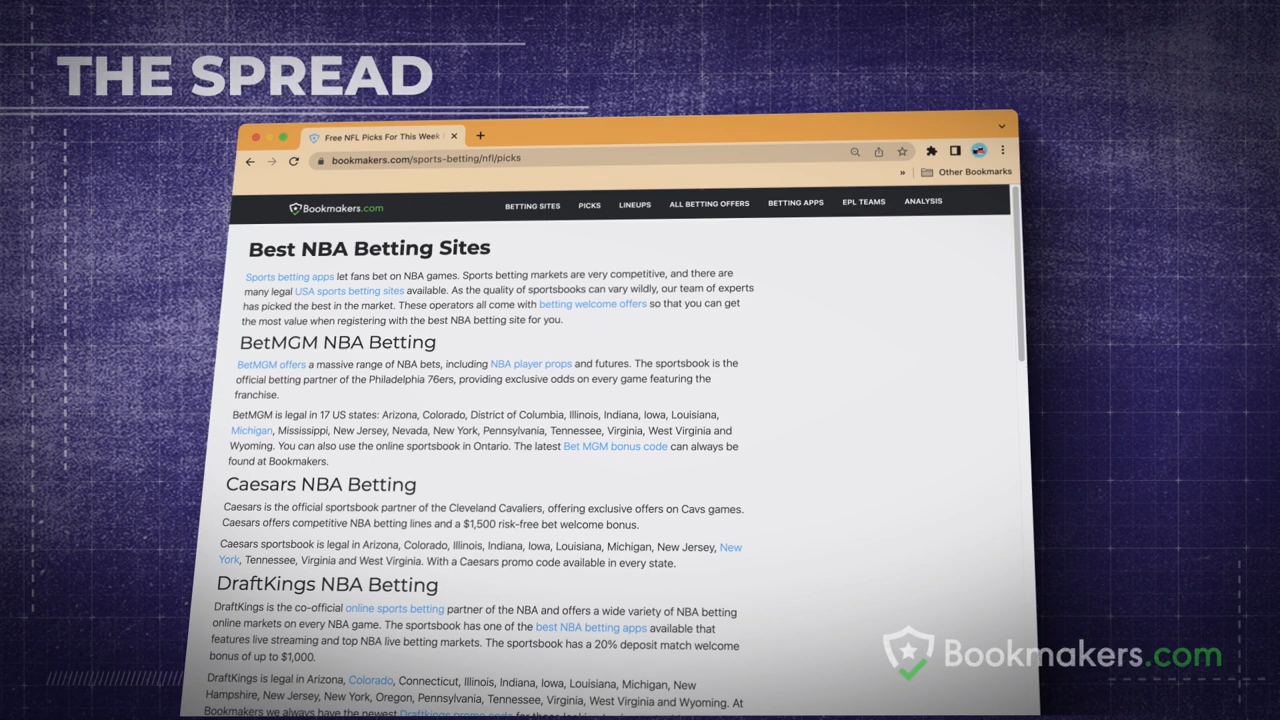 THE SPREAD
Free NFL Picks For This Week
bookmakers.com/sports-betting/nfl/picks
Other Bookmarks
Bookmakers.com
BETTING SITES PICKS LINEUPS ALL BETTING OFFERS BETTING APPS EPL TEAMS ANALYSIS
Best NBA Betting Sites
Sports betting apps let fans bet on NBA games. Sports betting markets are very competitive, and there are
many legal USA sports betting sites available. As the quality of sportsbooks can vary wildly, our team of experts
has picked the best in the market. These operators all come with betting welcome offers so that you can get
the most value when registering with the best NBA betting site for you.
BetMGM NBA Betting
BetMGM offers a massive range of NBA bets, including NBA player props and futures. The sportsbook is the
official betting partner of the Philadelphia 76ers, providing exclusive odds on every game featuring the
franchise.
BetMGM is legal in 17 US states: Arizona, Colorado, District of Columbia, Illinois, Indiana, Iowa, Louisiana,
Michigan, Mississippi, New Jersey, Nevada, New York, Pennsylvania, Tennessee, Virginia, West Virginia and
Wyoming. You can also use the online sportsbook in Ontario. The latest Bet MGM bonus code can always be
found at Bookmakers.
Caesars NBA Betting
Caesars is the official sportsbook partner of the Cleveland Cavaliers, offering exclusive offers on Cavs games.
Caesars offers competitive NBA betting lines and a $1,500 risk-free bet welcome bonus.
Caesars sportsbook is legal in Arizona, Colorado, Illinois, Indiana, Iowa, Louisiana, Michigan, New Jersey, New
York, Tennessee, Virginia and West Virginia. With a Caesars promo code available in every state.
DraftKings NBA Betting
DraftKings is the co-official online sports betting partner of the NBA and offers a wide variety of NBA betting
online markets on every NBA game. The sportsbook has one of the best NBA betting apps available that
features live streaming and top NBA live betting markets. The sportsbook has a 20% deposit match welcome
bonus of up to $1,000.
DraftKings is legal in Arizona, Colorado, Connecticut, Illinois, Indiana, Iowa, Louisiana, Michigan, New
Hampshire, New Jersey, New York, Oregon, Pennsylvania, Tennessee, Virginia, West Virginia and Wyoming. At
Bookmakers we always have the newest Draftkings promo code for those looking
Bookmakers.com